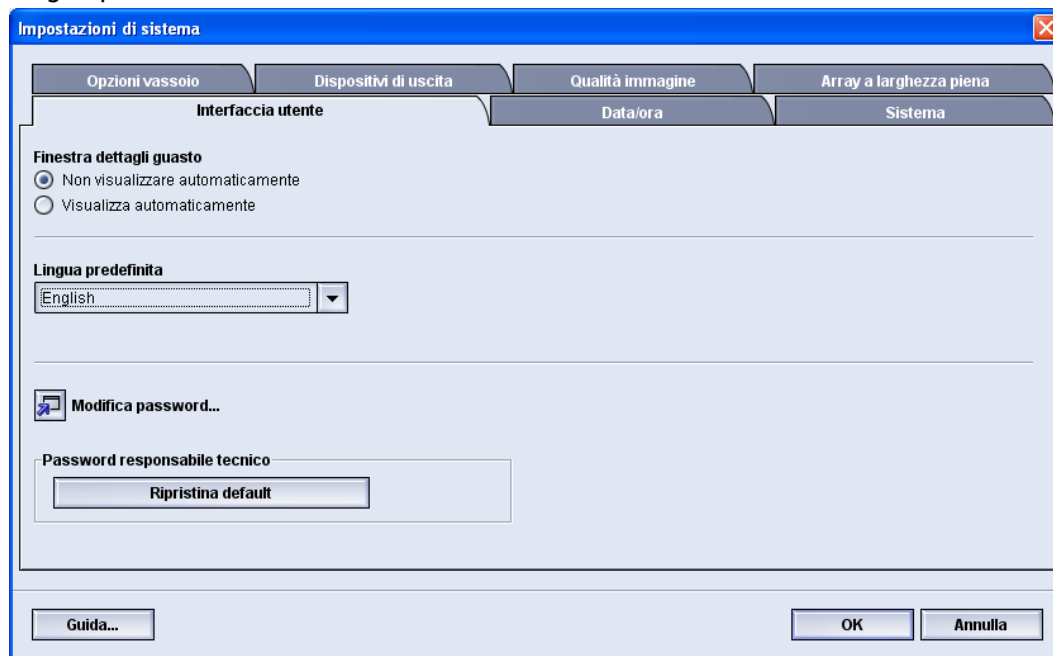 Impostazioni di sistema
Opzioni vassoio
Dispositivi di uscita
Qualità immagine
Array a larghezza piena
Interfaccia utente
Data/ora
Sistema
Finestra dettagli guasto
Non visualizzare automaticamente
Visualizza automaticamente
Lingua predefinita
English
Modifica password...
Password responsabile tecnico
Ripristina default
Guida...
OK
Annulla